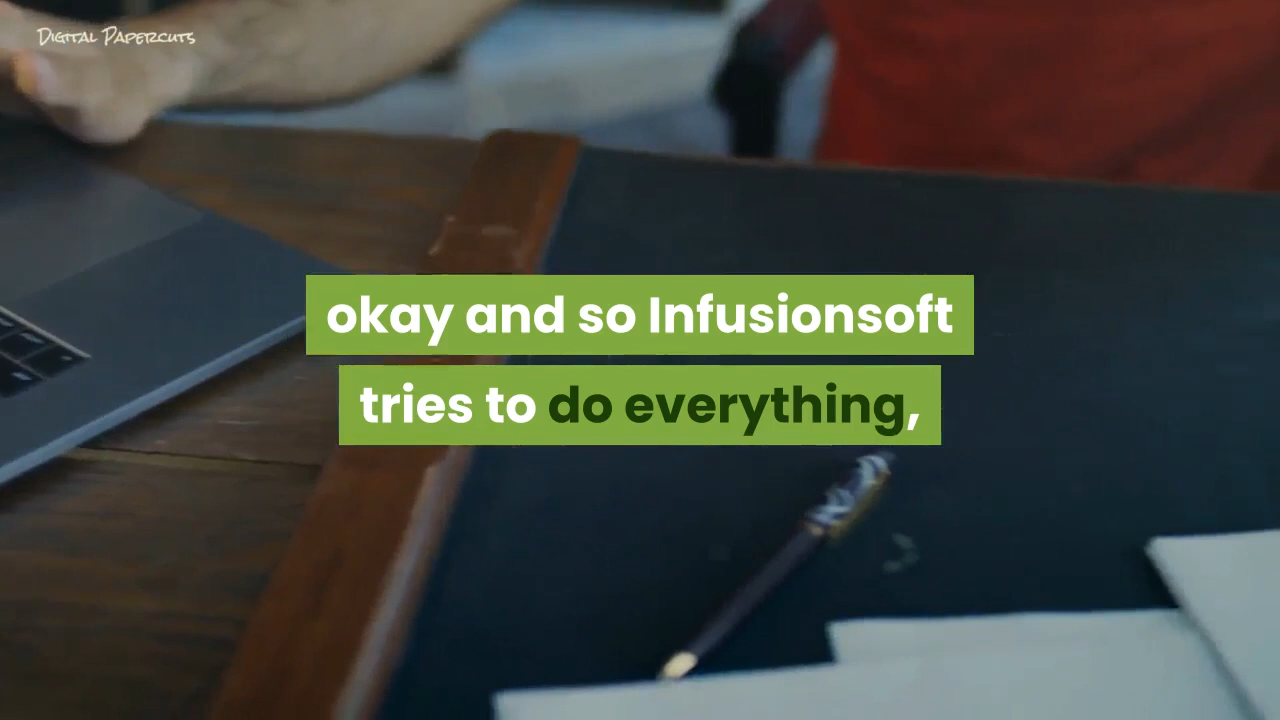 Digital Papercuts
okay and so Infusionsoft
tries to do everything,